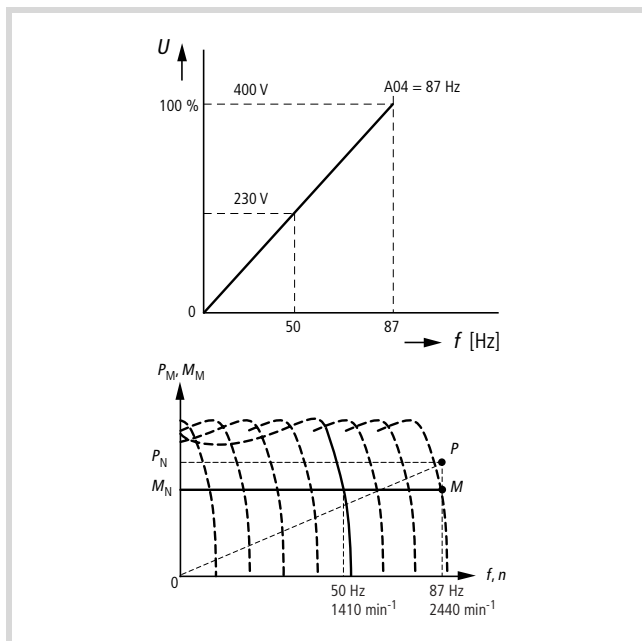 U
400 V
A04 = 87 Hz
100 %
230 V
0
50
87
f [Hz]
P_M, M_M
P_N
P
M_N
M
0
f, n
50 Hz
87 Hz
1410 min⁻¹
2440 min⁻¹